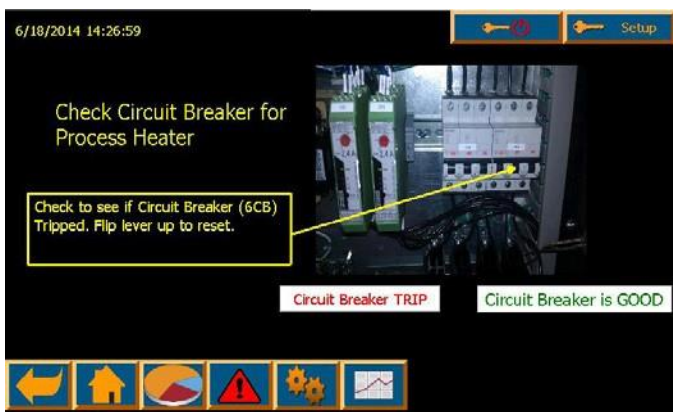 6/18/2014 14:26:59
Setup
Check Circuit Breaker for
Process Heater
Check to see if Circuit Breaker (6CB)
Tripped. Flip lever up to reset.
Circuit Breaker TRIP
Circuit Breaker is GOOD